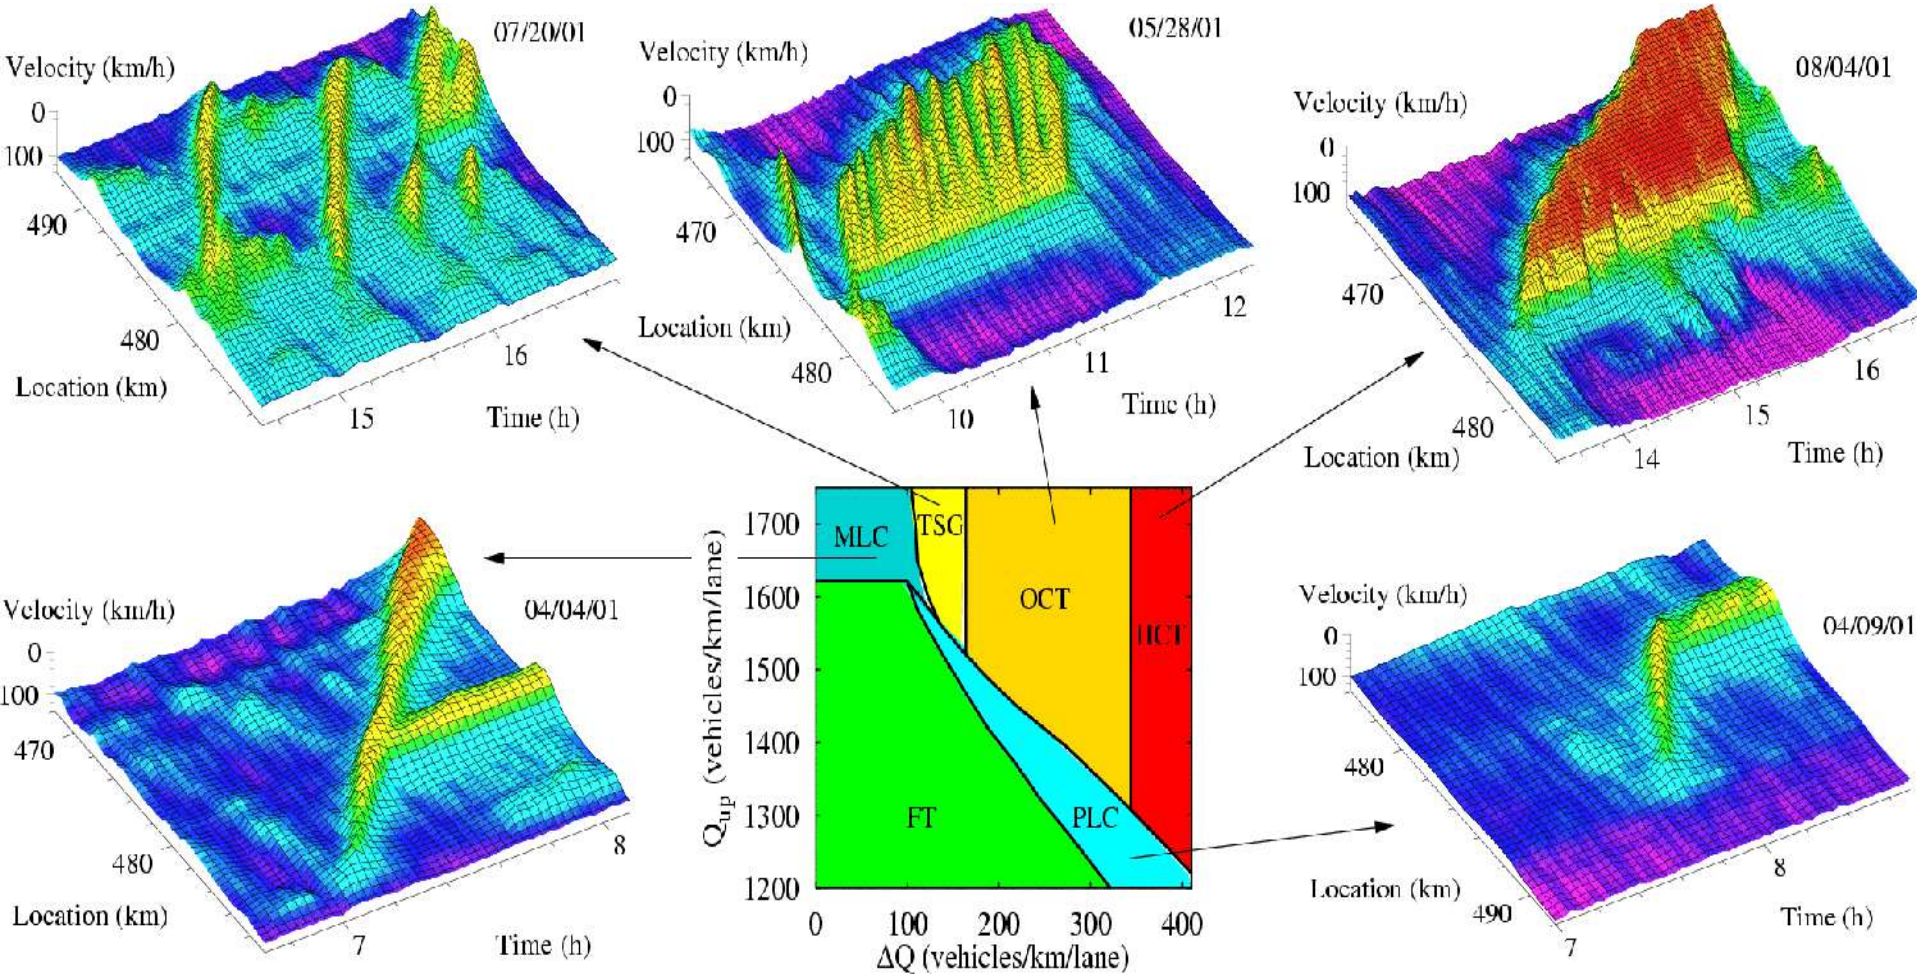 07/20/01
Velocity (km/h)
0
100
490
480
Location (km)
15
16
Time (h)
05/28/01
Velocity (km/h)
0
100
470
480
Location (km)
10
11
12
Time (h)
08/04/01
Velocity (km/h)
0
100
470
480
Location (km)
14
15
16
Time (h)
04/04/01
Velocity (km/h)
0
100
470
480
Location (km)
7
8
Time (h)
1700
1600
1500
1400
1300
1200
Qup (vehicles/km/lane)
MLC
TSG
OCT
HCT
FT
PLC
0
100
200
300
400
ΔQ (vehicles/km/lane)
04/09/01
Velocity (km/h)
0
100
480
490
Location (km)
7
8
Time (h)